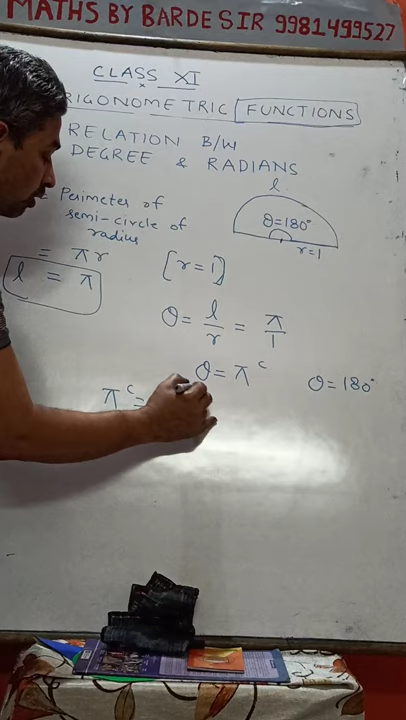 MATHS BY BARDE SIR 9981499527
CLASS XI
RIGONOMETRIC FUNCTIONS
RELATION B/W
DEGREE & RADIANS
l
Perimeter of
semi-circle of
radius
θ=180°
r=1
= πr [r=1]
l = π
θ = l/r = π/1
θ = π^c θ = 180°
π^c =